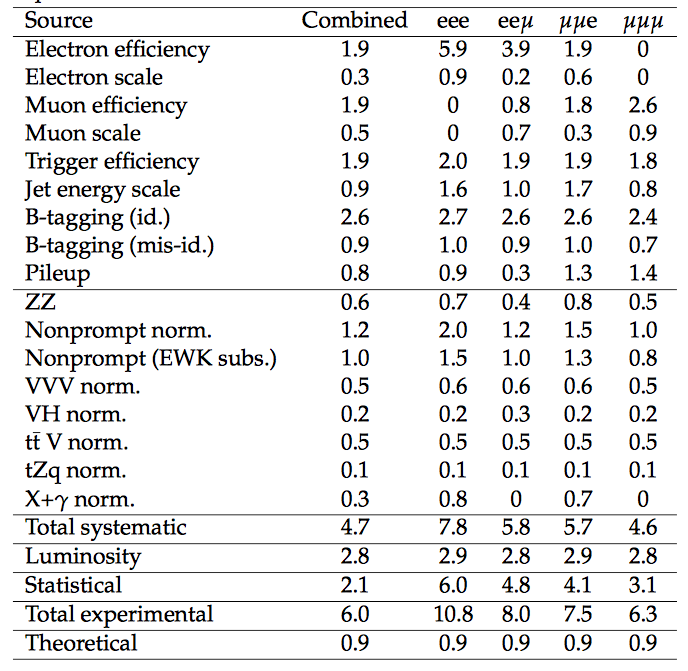 Source Combined eee eeμ μμe μμμ
Electron efficiency 1.9 5.9 3.9 1.9 0
Electron scale 0.3 0.9 0.2 0.6 0
Muon efficiency 1.9 0 0.8 1.8 2.6
Muon scale 0.5 0 0.7 0.3 0.9
Trigger efficiency 1.9 2.0 1.9 1.9 1.8
Jet energy scale 0.9 1.6 1.0 1.7 0.8
B-tagging (id.) 2.6 2.7 2.6 2.6 2.4
B-tagging (mis-id.) 0.9 1.0 0.9 1.0 0.7
Pileup 0.8 0.9 0.3 1.3 1.4
ZZ 0.6 0.7 0.4 0.8 0.5
Nonprompt norm. 1.2 2.0 1.2 1.5 1.0
Nonprompt (EWK subs.) 1.0 1.5 1.0 1.3 0.8
VVV norm. 0.5 0.6 0.6 0.6 0.5
VH norm. 0.2 0.2 0.3 0.2 0.2
tt̄ V norm. 0.5 0.5 0.5 0.5 0.5
tZq norm. 0.1 0.1 0.1 0.1 0.1
X+γ norm. 0.3 0.8 0 0.7 0
Total systematic 4.7 7.8 5.8 5.7 4.6
Luminosity 2.8 2.9 2.8 2.9 2.8
Statistical 2.1 6.0 4.8 4.1 3.1
Total experimental 6.0 10.8 8.0 7.5 6.3
Theoretical 0.9 0.9 0.9 0.9 0.9